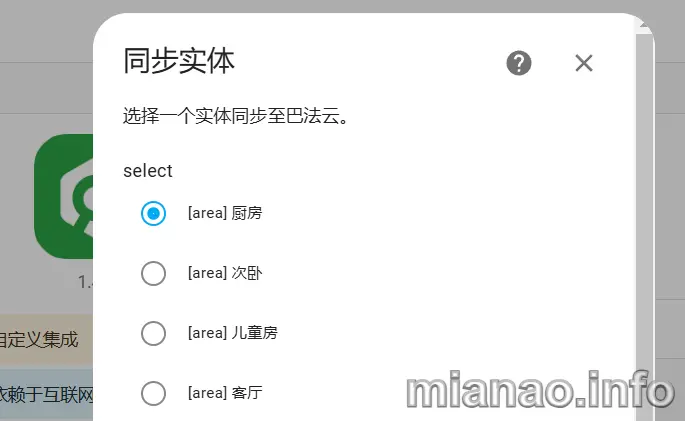 同步实体
选择一个实体同步至巴法云。
select
[area] 厨房
[area] 次卧
[area] 儿童房
[area] 客厅
自定义集成
依赖于互联网
mianao.info